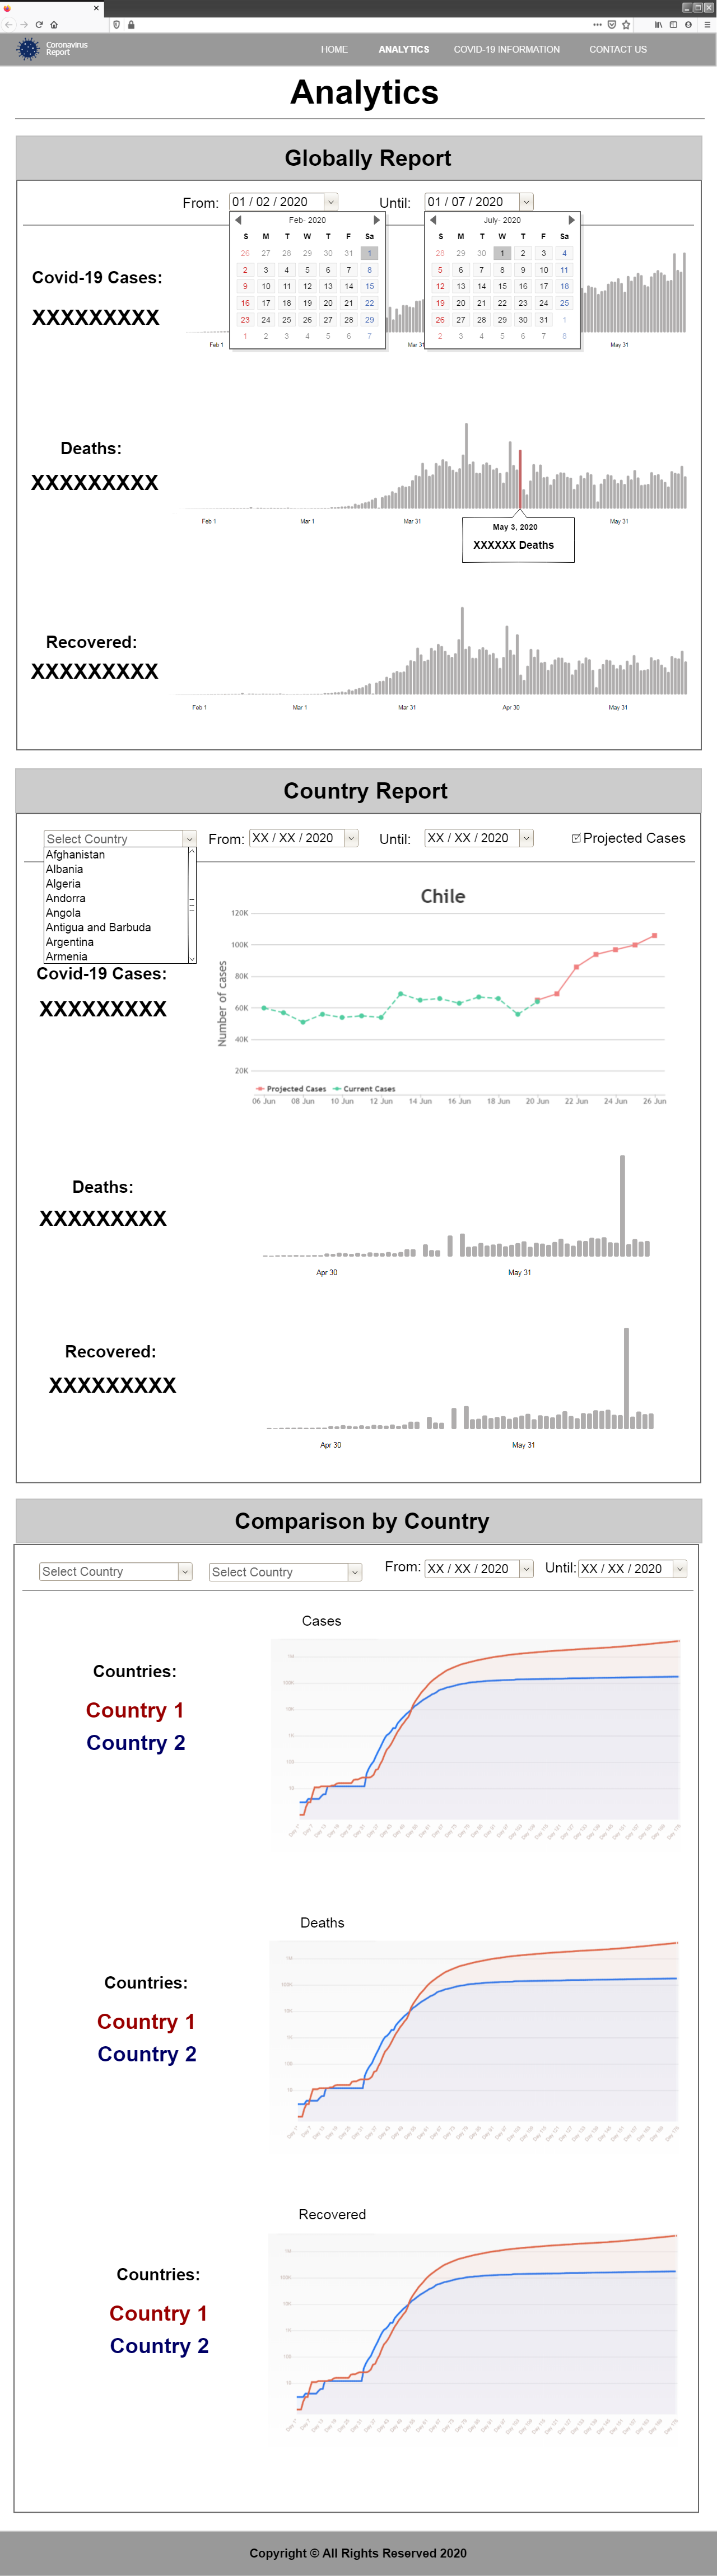 Coronavirus
Report
HOME ANALYTICS COVID-19 INFORMATION CONTACT US
Analytics
Globally Report
From: 01 / 02 / 2020 Until: 01 / 07 / 2020
Feb- 2020 July- 2020
S M T W T F Sa S M T W T F Sa
26 27 28 29 30 31 1 28 29 30 1 2 3 4
2 3 4 5 6 7 8 5 6 7 8 9 10 11
9 10 11 12 13 14 15 12 13 14 15 16 17 18
16 17 18 19 20 21 22 19 20 21 22 23 24 25
23 24 25 26 27 28 29 26 27 28 29 30 31 1
1 2 3 4 5 6 7 2 3 4 5 6 7 8
Covid-19 Cases:
XXXXXXXXX
Feb 1 Mar 31 May 31
Deaths:
XXXXXXXXX
Feb 1 Mar 1 Mar 31 May 31
May 3, 2020
XXXXXX Deaths
Recovered:
XXXXXXXXX
Feb 1 Mar 1 Mar 31 Apr 30 May 31
Country Report
Select Country From: XX / XX / 2020 Until: XX / XX / 2020 Projected Cases
Afghanistan
Albania
Algeria
Andorra
Angola
Antigua and Barbuda
Argentina
Armenia
Covid-19 Cases:
XXXXXXXXX
Chile
Number of cases
120K
100K
80K
60K
40K
20K
Projected Cases Current Cases
06 Jun 08 Jun 10 Jun 12 Jun 14 Jun 16 Jun 18 Jun 20 Jun 22 Jun 24 Jun 26 Jun
Deaths:
XXXXXXXXX
Apr 30 May 31
Recovered:
XXXXXXXXX
Apr 30 May 31
Comparison by Country
Select Country Select Country From: XX / XX / 2020 Until: XX / XX / 2020
Cases
Countries:
Country 1
Country 2
Deaths
Countries:
Country 1
Country 2
Recovered
Countries:
Country 1
Country 2
Copyright © All Rights Reserved 2020